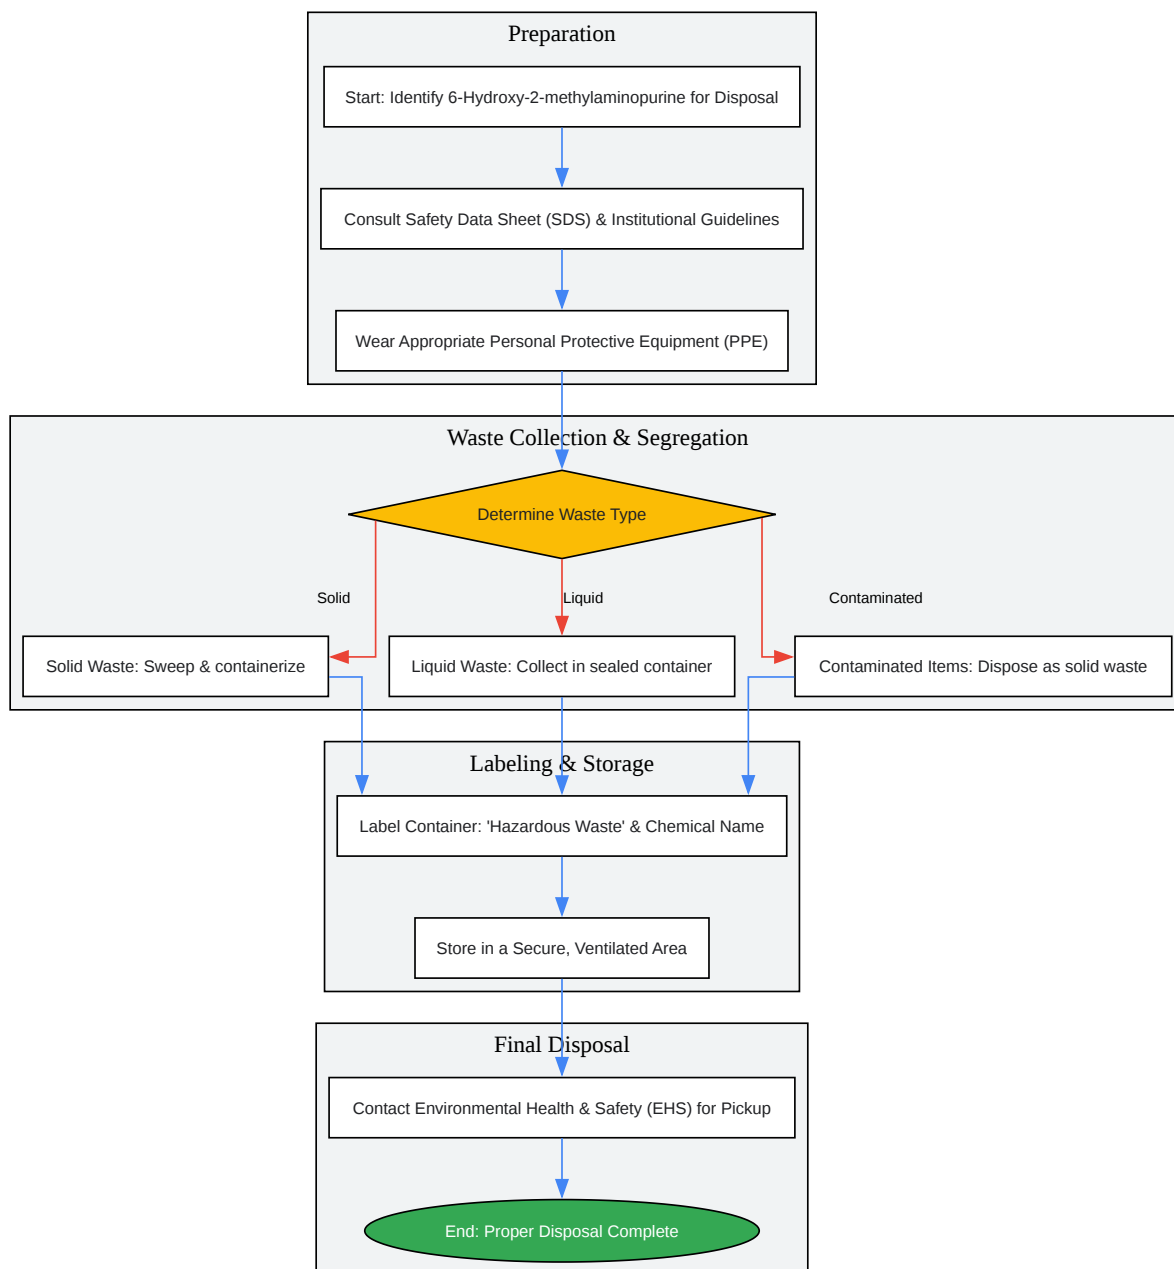 Preparation
Start: Identify 6-Hydroxy-2-methylaminopurine for Disposal
Consult Safety Data Sheet (SDS) & Institutional Guidelines
Wear Appropriate Personal Protective Equipment (PPE)
Waste Collection & Segregation
Determine Waste Type
Solid
Liquid
Contaminated
Solid Waste: Sweep & containerize
Liquid Waste: Collect in sealed container
Contaminated Items: Dispose as solid waste
Labeling & Storage
Label Container: 'Hazardous Waste' & Chemical Name
Store in a Secure, Ventilated Area
Final Disposal
Contact Environmental Health & Safety (EHS) for Pickup
End: Proper Disposal Complete